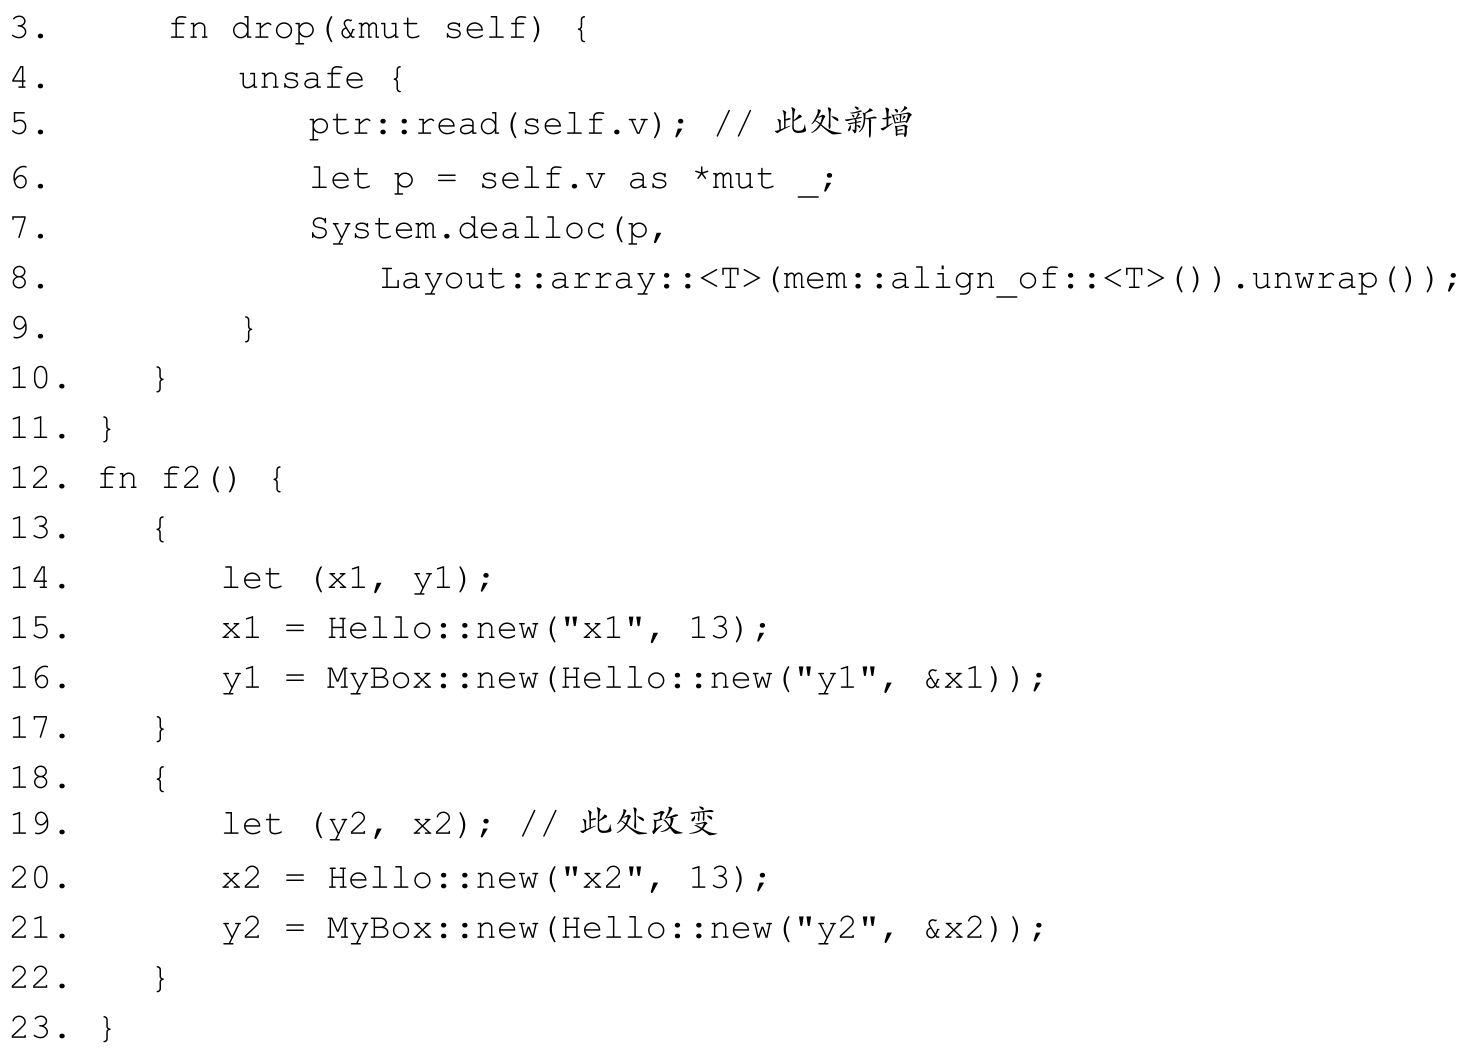 3.      fn drop(&mut self) {
4.          unsafe {
5.              ptr::read(self.v); // 此处新增
6.              let p = self.v as *mut _;
7.              System.dealloc(p,
8.                  Layout::array::<T>(mem::align_of::<T>()).unwrap());
9.          }
10.     }
11. }
12. fn f2() {
13.     {
14.         let (x1, y1);
15.         x1 = Hello::new("x1", 13);
16.         y1 = MyBox::new(Hello::new("y1", &x1));
17.     }
18.     {
19.         let (y2, x2); // 此处改变
20.         x2 = Hello::new("x2", 13);
21.         y2 = MyBox::new(Hello::new("y2", &x2));
22.     }
23. }